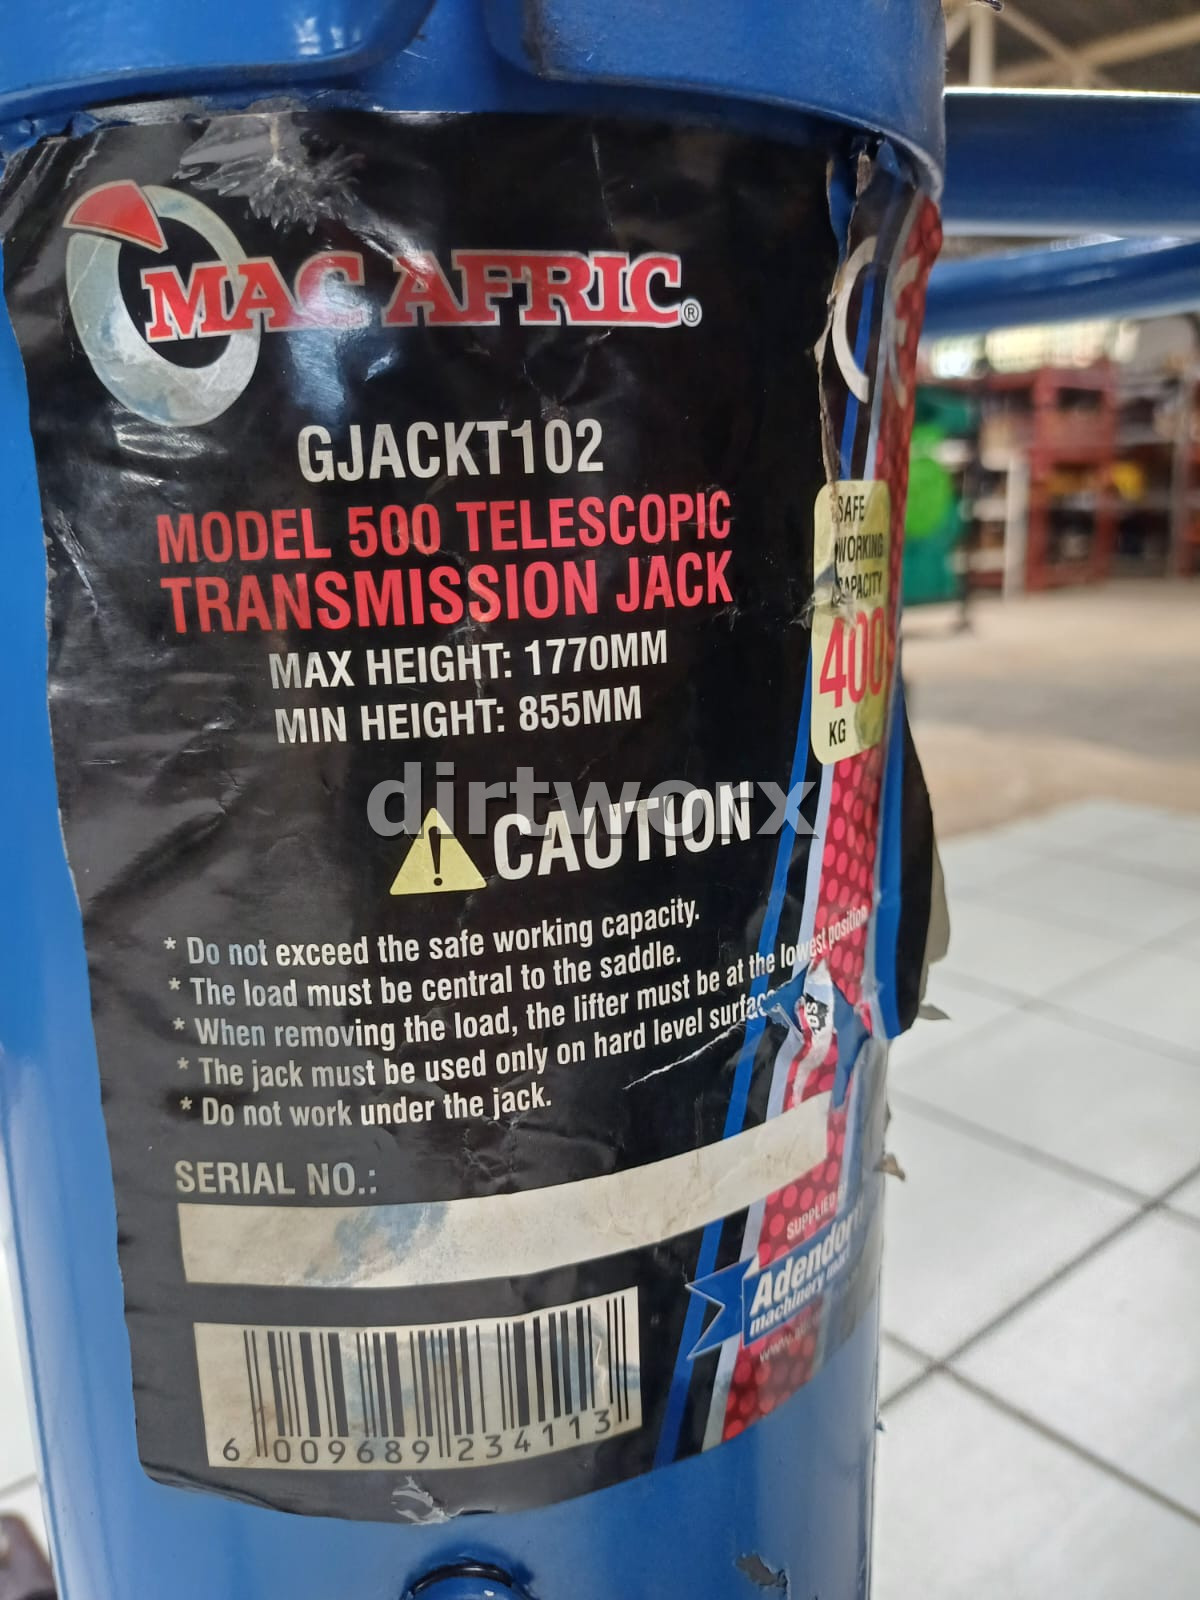 MAC AFRIC®
GJACKT102
MODEL 500 TELESCOPIC
TRANSMISSION JACK
MAX HEIGHT: 1770MM
MIN HEIGHT: 855MM
SAFE
WORKING
CAPACITY
400
KG
dirtworx
CAUTION
* Do not exceed the safe working capacity.
* The load must be central to the saddle.
* When removing the load, the lifter must be at the lowest position
* The jack must be used only on hard level surfac
* Do not work under the jack.
SERIAL NO.:
SUPPLIED
Adendor
machinery
6 009689 234113